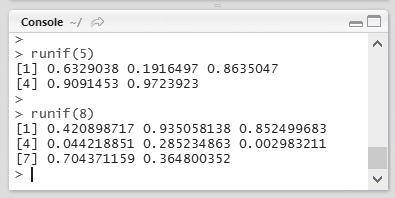 Console ~/
>
> runif(5)
[1] 0.6329038 0.1916497 0.8635047
[4] 0.9091453 0.9723923
>
> runif(8)
[1] 0.420898717 0.935058138 0.852499683
[4] 0.044218851 0.285234863 0.002983211
[7] 0.704371159 0.364800352
>